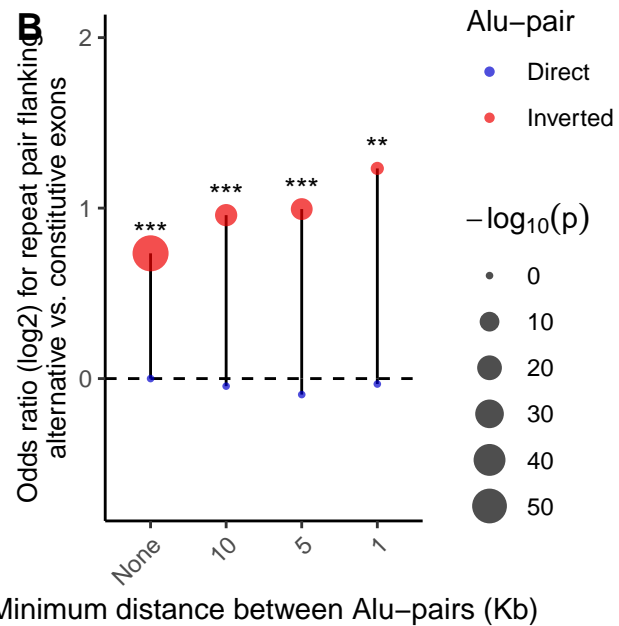 B
Odds ratio (log2) for repeat pair flanking
alternative vs. constitutive exons
2
1
0
***
***
***
**
None
10
5
1
Minimum distance between Alu−pairs (Kb)
Alu−pair
Direct
Inverted
−log10(p)
0
10
20
30
40
50